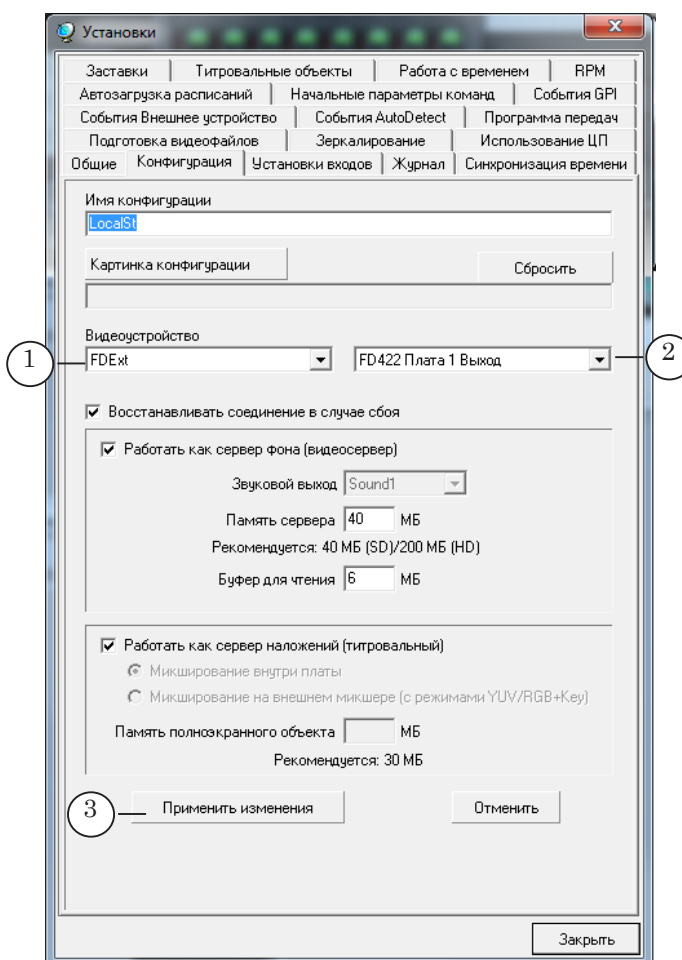 Установки
Заставки Титровальные объекты Работа с временем RPM
Автозагрузка расписаний Начальные параметры команд События GPI
События Внешнее устройство События AutoDetect Программа передач
Подготовка видеофайлов Зеркалирование Использование ЦП
Общие Конфигурация Установки входов Журнал Синхронизация времени
Имя конфигурации
LocalSt
Картинка конфигурации Сбросить
Видеоустройство
1 FDExt FD422 Плата 1 Выход 2
Восстанавливать соединение в случае сбоя
Работать как сервер фона (видеосервер)
Звуковой выход Sound1
Память сервера 40 МБ
Рекомендуется: 40 МБ (SD)/200 МБ (HD)
Буфер для чтения 6 МБ
Работать как сервер наложений (титровальный)
Микширование внутри платы
Микширование на внешнем микшере (с режимами YUV/RGB+Key)
Память полноэкранного объекта МБ
Рекомендуется: 30 МБ
3 Применить изменения Отменить
Закрыть